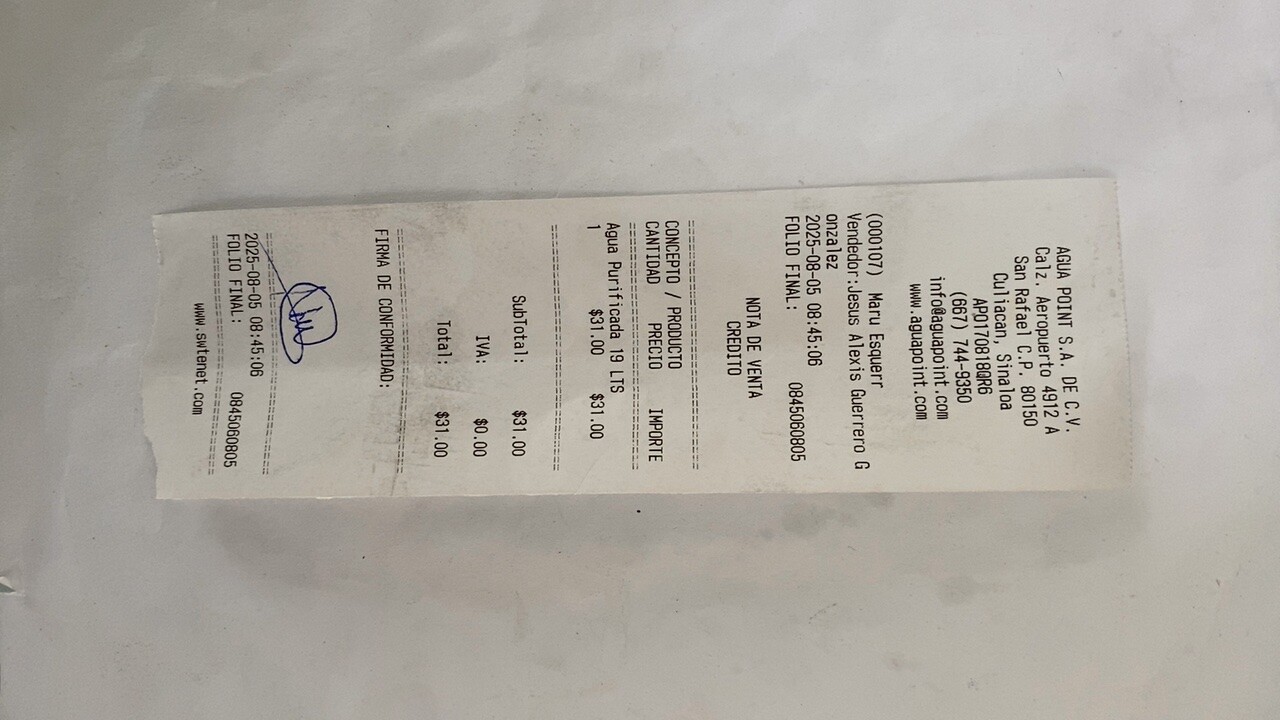 AGUA POINT S.A. DE C.V.
Calz. Aeropuerto 4912 A
San Rafael C.P. 80150
Culiacan, Sinaloa
APO170818QR6
(667) 744-9350
info@aguapoint.com
www.aguapoint.com
(000107) Maru Esquerr
Vendedor:Jesus Alexis Guerrero G
onzalez
2025-08-05 08:45:06
FOLIO FINAL: 0845060805
NOTA DE VENTA
CREDITO
CONCEPTO / PRODUCTO
CANTIDAD PRECIO IMPORTE
Agua Purificada 19 LTS
1 $31.00 $31.00
SubTotal: $31.00
IVA: $0.00
Total: $31.00
FIRMA DE CONFORMIDAD:
2025-08-05 08:45:06
FOLIO FINAL: 0845060805
www.swtenet.com